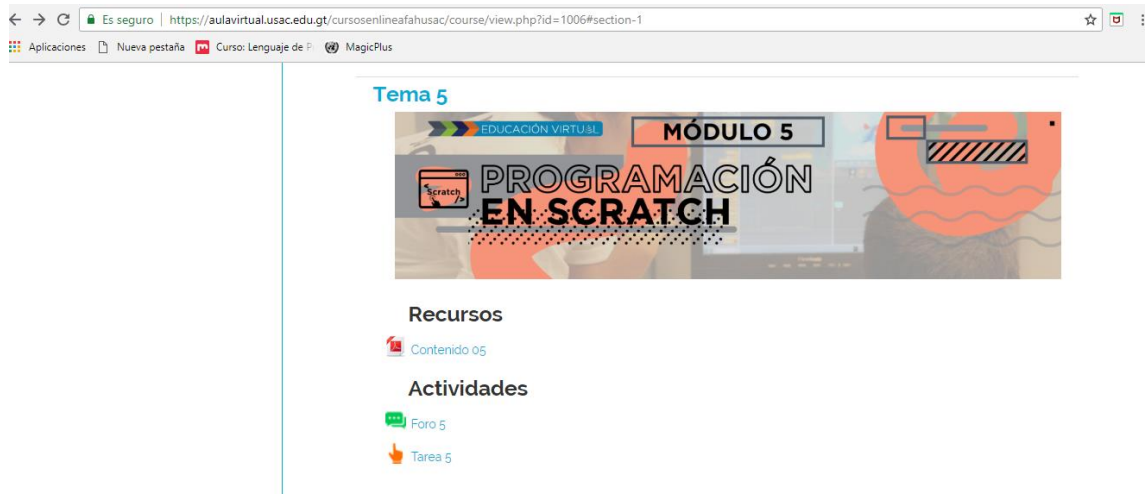 Es seguro | https://aulavirtual.usac.edu.gt/cursosenlineafahusac/course/view.php?id=1006#section-1
Aplicaciones Nueva pestaña Curso: Lenguaje de P MagicPlus
Tema 5
EDUCACIÓN VIRTUAL
MÓDULO 5
Scratch
PROGRAMACIÓN
EN SCRATCH
Recursos
Contenido 05
Actividades
Foro 5
Tarea 5